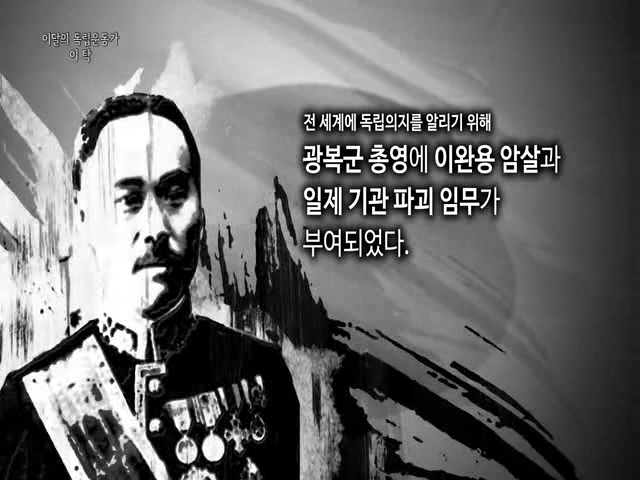 이달의 독립운동가
이 탁
전 세계에 독립의지를 알리기 위해
광복군 총영에 이완용 암살과
일제 기관 파괴 임무가
부여되었다.